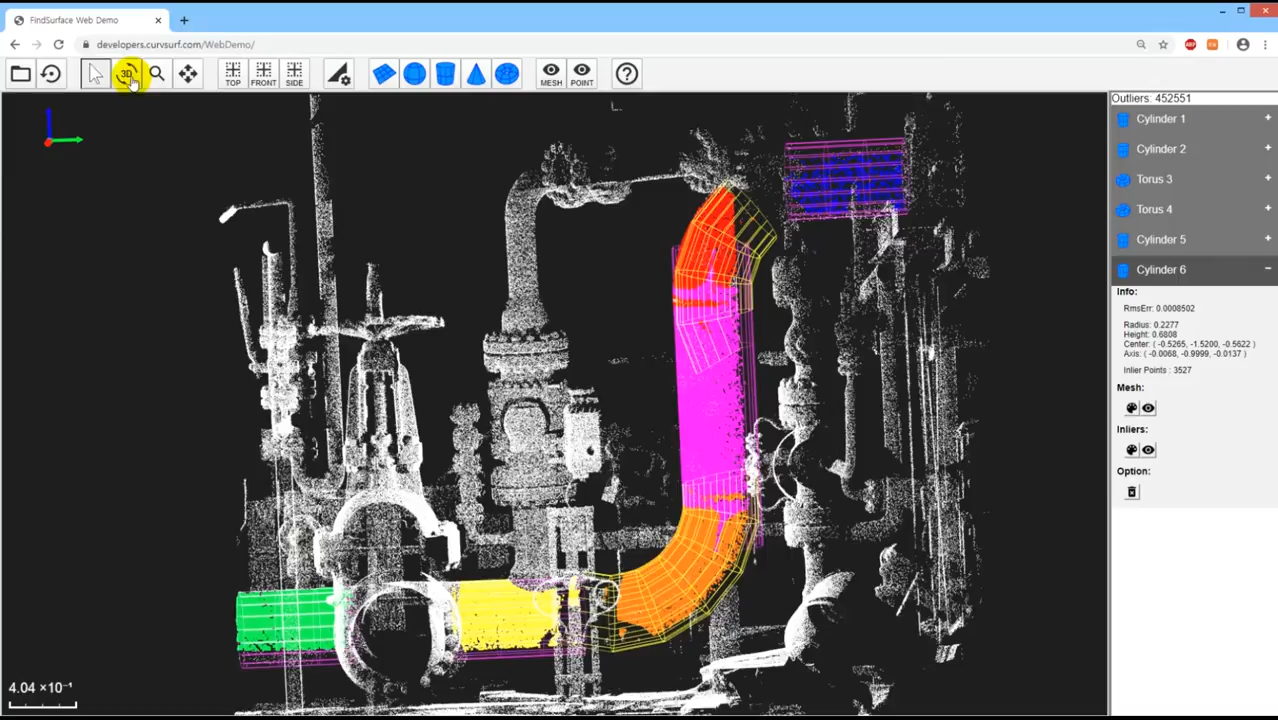 FindSurface Web Demo
developers.curvsurf.com/WebDemo/
ABP
3D
TOP
FRONT
SIDE
MESH
POINT
Outliers: 452551
Cylinder 1
Cylinder 2
Torus 3
Torus 4
Cylinder 5
Cylinder 6
Info:
RmsErr: 0.0008502
Radius: 0.2277
Height: 0.6808
Center: ( -0.5265, -1.5200, -0.5622 )
Axis: ( -0.0068, -0.9999, -0.0137 )
Inlier Points : 3527
Mesh:
Inliers:
Option:
4.04 ×10⁻¹